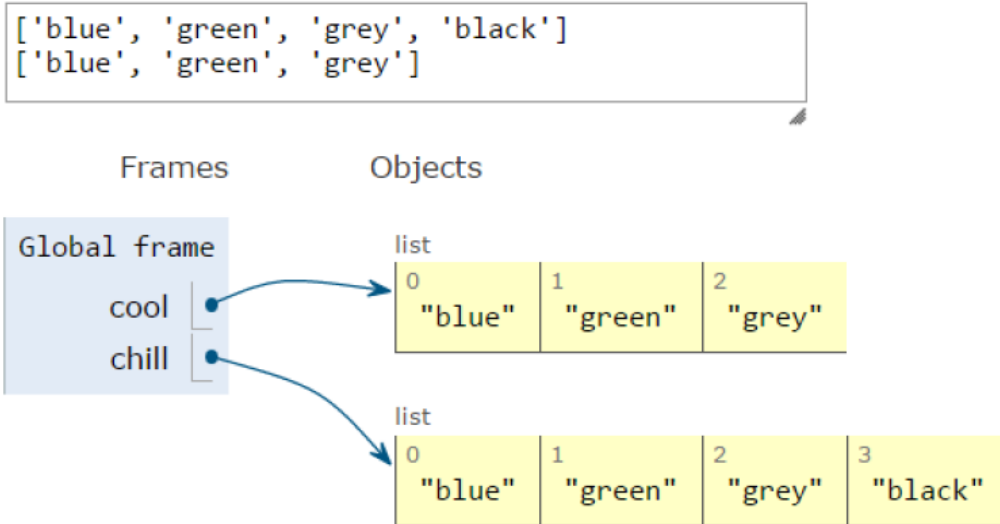 ['blue', 'green', 'grey', 'black']
['blue', 'green', 'grey']
Frames Objects
Global frame
cool
chill
list
0 1 2
"blue" "green" "grey"
list
0 1 2 3
"blue" "green" "grey" "black"